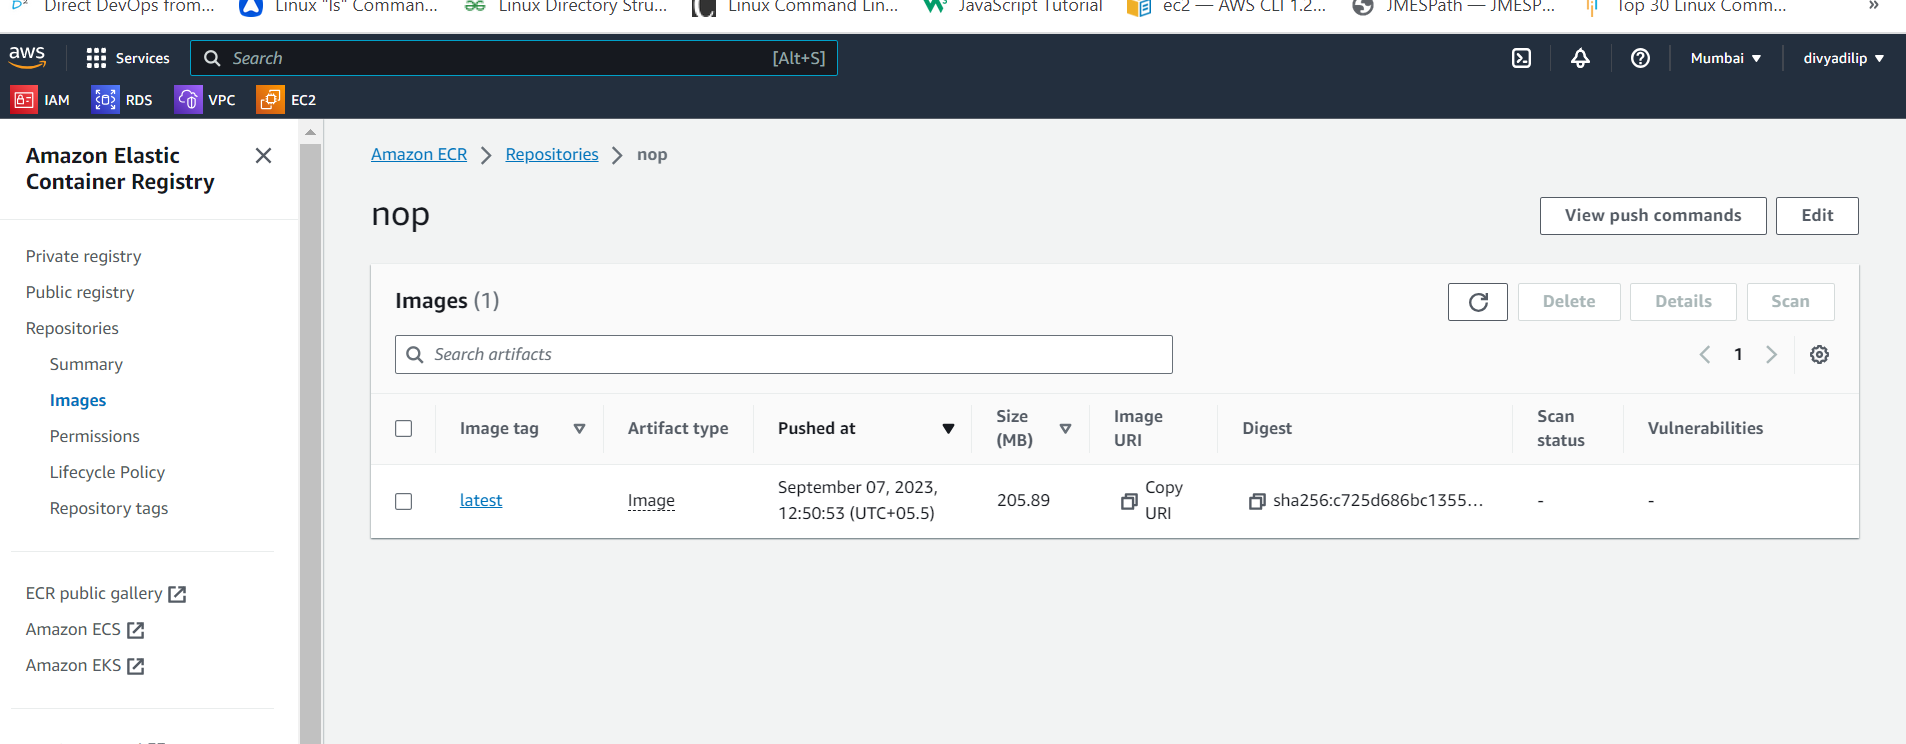 Direct DevOps from... Linux "ls" Comman... Linux Directory Stru... Linux Command Lin... JavaScript Tutorial ec2 — AWS CLI 1.2... JMESPath — JMESP... Top 30 Linux Comm... »
aws Services Search [Alt+S] Mumbai ▼ divyadilip ▼
IAM RDS VPC EC2
Amazon Elastic
Container Registry
Private registry
Public registry
Repositories
Summary
Images
Permissions
Lifecycle Policy
Repository tags
ECR public gallery
Amazon ECS
Amazon EKS
Amazon ECR > Repositories > nop
nop
View push commands Edit
Images (1)
Delete Details Scan
Search artifacts
1
Image tag Artifact type Pushed at Size (MB) Image URI Digest Scan status Vulnerabilities
latest Image September 07, 2023, 12:50:53 (UTC+05.5) 205.89 Copy URI sha256:c725d686bc1355... - -